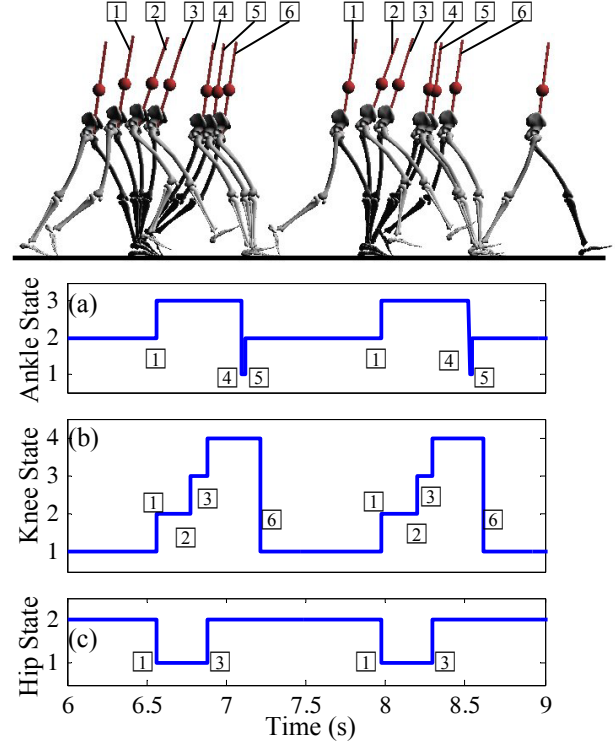 1 2 3 4 5 6 1 2 3 4 5 6
(a)
Ankle State
3
2
1
1 4 5 1 4 5
(b)
Knee State
4
3
2
1
1 2 3 6 1 2 3 6
(c)
Hip State
2
1
1 3 1 3
6 6.5 7 7.5 8 8.5 9
Time (s)